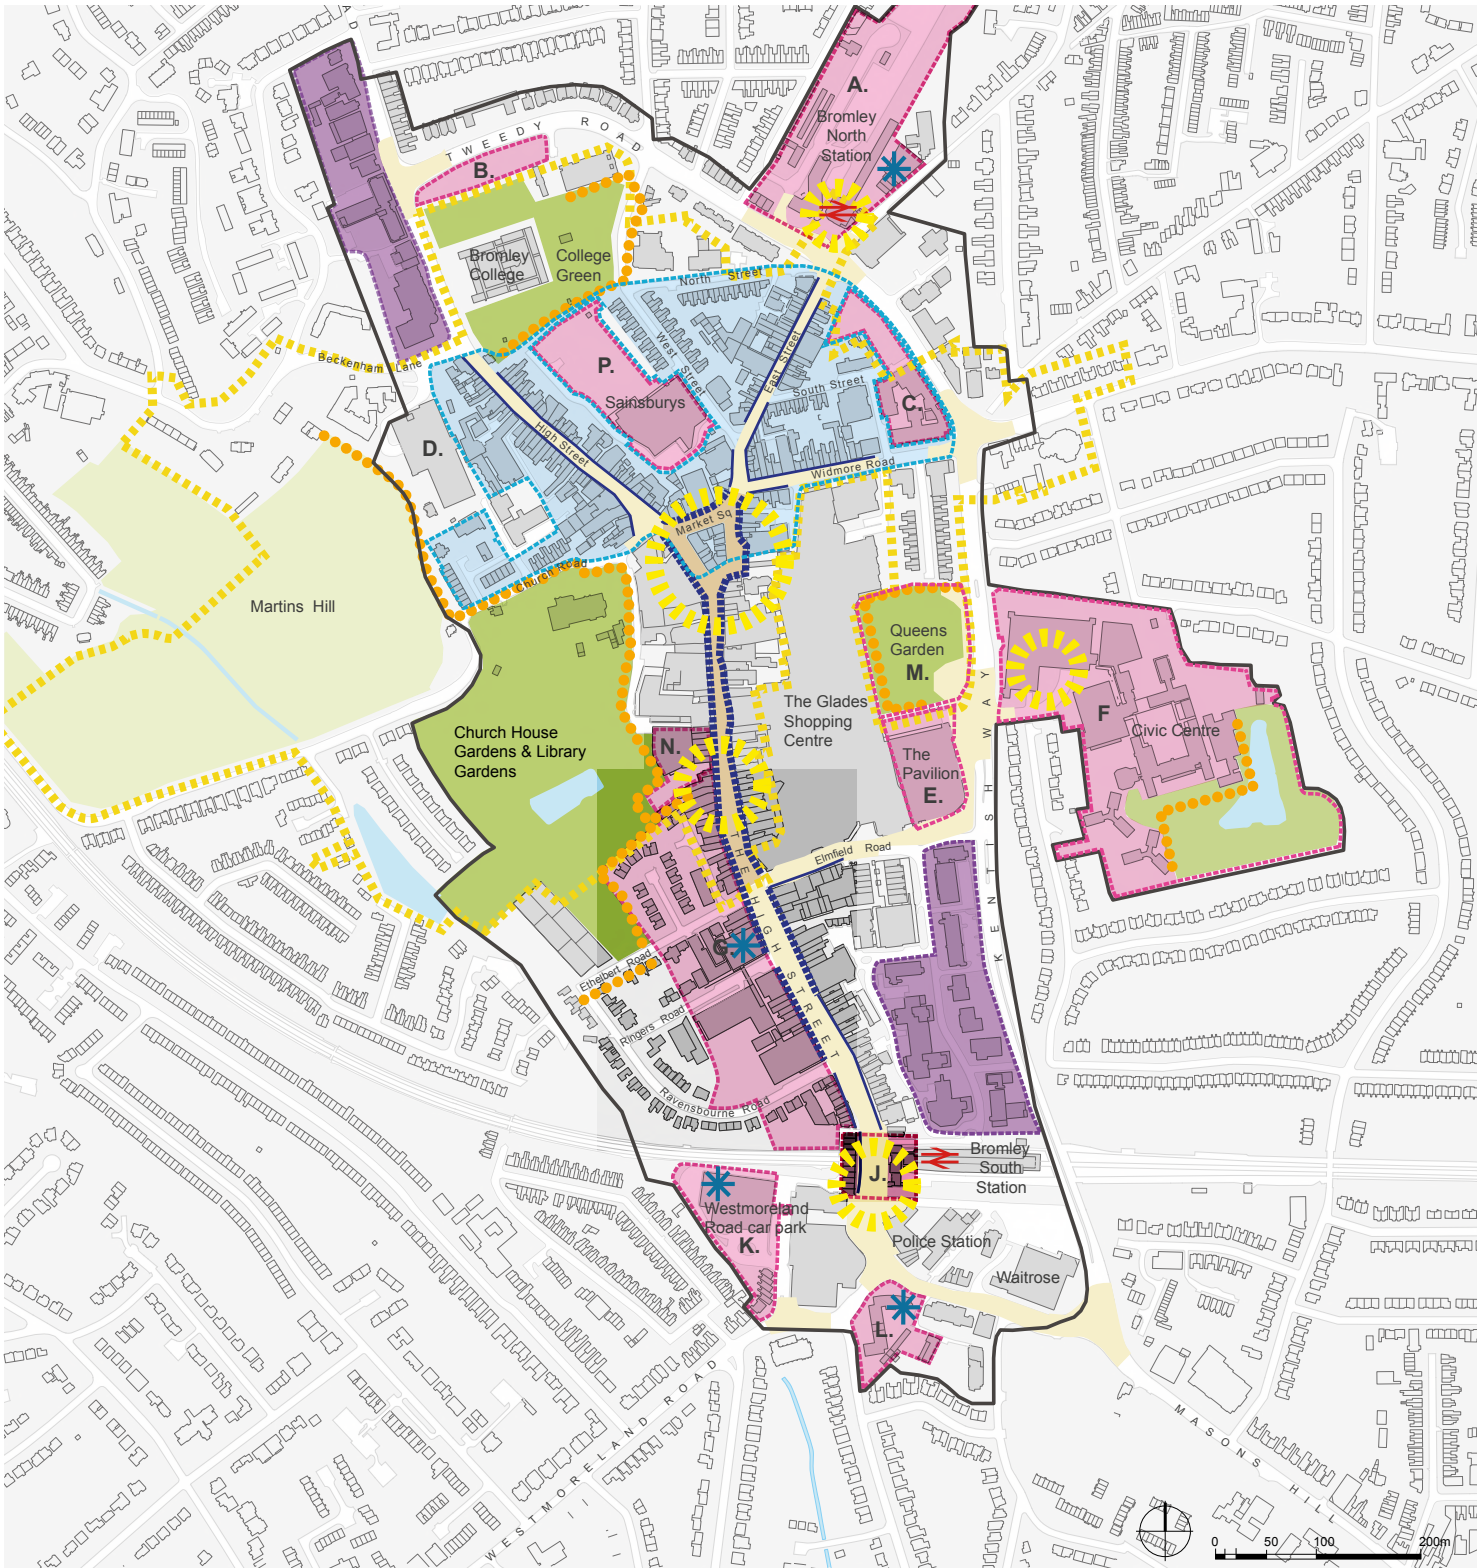 A D
A.
Bromley
North
Station
TWEEDY ROAD
B.
Bromley
College
College
Green
North Street
West Street
East Street
South Street
P.
Sainsburys
C.
Beckenham Lane
High Street
D.
Widmore Road
Market Sq
Church Road
Martins Hill
Queens
Garden
M.
KENTISH WAY
F
Civic Centre
The Glades
Shopping
Centre
Church House
Gardens & Library
Gardens
N.
The
Pavilion
E.
Elmfield Road
THE HIGH STREET
G.
Ethelbert Road
Ringers Road
Ravensbourne Road
Bromley
South
Station
J.
Westmoreland
Road car park
K.
Police Station
Waitrose
L.
WESTMORELAND ROAD
MASONS HILL
0 50 100 200m